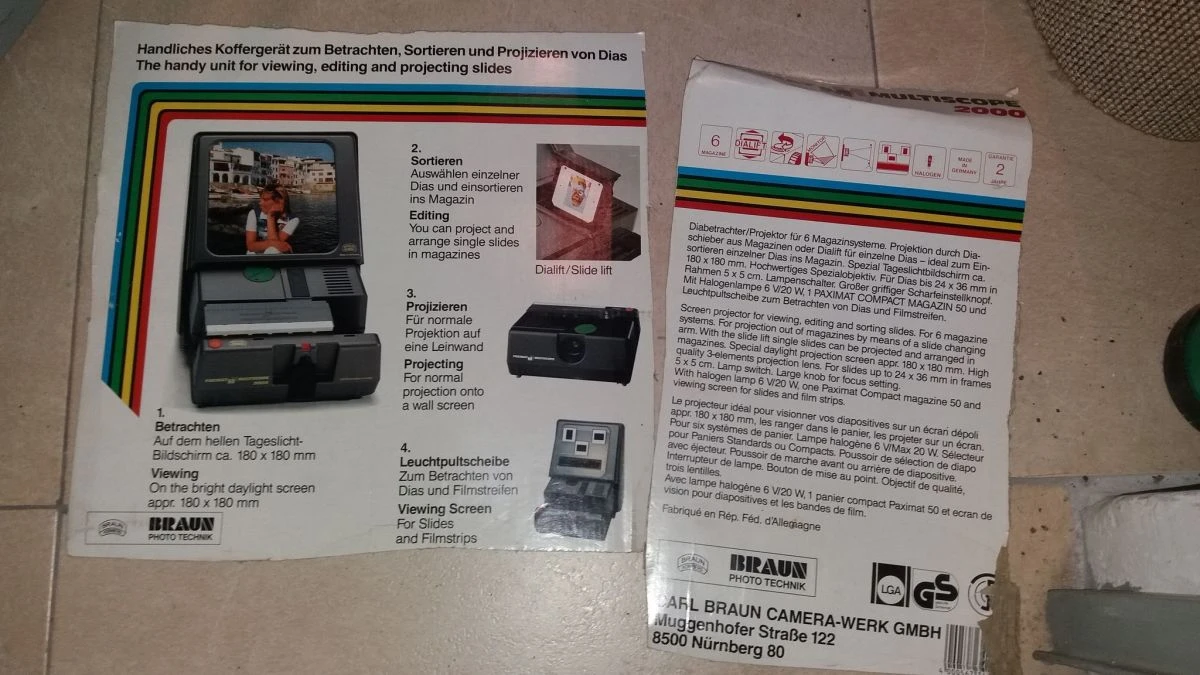 Handliches Koffergerät zum Betrachten, Sortieren und Projizieren von Dias
The handy unit for viewing, editing and projecting slides
2.
Sortieren
Auswählen einzelner
Dias und einsortieren
ins Magazin
Editing
You can project and
arrange single slides
in magazines
Dialift/Slide lift
3.
Projizieren
Für normale
Projektion auf
eine Leinwand
Projecting
For normal
projection onto
a wall screen
1.
Betrachten
Auf dem hellen Tageslicht-
Bildschirm ca. 180 x 180 mm
Viewing
On the bright daylight screen
appr. 180 x 180 mm
4.
Leuchtpultscheibe
Zum Betrachten von
Dias und Filmstreifen
Viewing Screen
For Slides
and Filmstrips
BRAUN
NÜRNBERG
BRAUN
PHOTO TECHNIK
MULTISCOPE
2000
6
MAGAZINE
DIALIFT
MONITOR
HALOGEN
MADE
IN
GERMANY
GARANTIE
2
JAHRE
Diabetrachter/Projektor für 6 Magazinsysteme. Projektion durch Dia-
schieber aus Magazinen oder Dialift für einzelne Dias – ideal zum Ein-
sortieren einzelner Dias ins Magazin. Spezial Tageslichtbildschirm ca.
180 x 180 mm. Hochwertiges Spezialobjektiv. Für Dias bis 24 x 36 mm in
Rahmen 5 x 5 cm. Lampenschalter. Großer griffiger Scharfeinstellknopf.
Mit Halogenlampe 6 V/20 W, 1 PAXIMAT COMPACT MAGAZIN 50 und
Leuchtpultscheibe zum Betrachten von Dias und Filmstreifen.
Screen projector for viewing, editing and sorting slides. For 6 magazine
systems. For projection out of magazines by means of a slide changing
arm. With the slide lift single slides can be projected and arranged in
magazines. Special daylight projection screen appr. 180 x 180 mm. High
quality 3-elements projection lens. For slides up to 24 x 36 mm in frames
5 x 5 cm. Lamp switch. Large knob for focus setting.
With halogen lamp 6 V/20 W, one Paximat Compact magazine 50 and
viewing screen for slides and film strips.
Le projecteur idéal pour visionner vos diapositives sur un écran dépoli
appr. 180 x 180 mm, les ranger dans le panier, les projeter sur un écran.
Pour six systèmes de panier. Lampe halogène 6 V/Max 20 W. Sélecteur
pour Paniers Standards ou Compacts. Poussoir de sélection de diapo
avec éjecteur. Poussoir de marche avant ou arrière de diapositive.
Interrupteur de lampe. Bouton de mise au point. Objectif de qualité,
trois lentilles.
Avec lampe halogène 6 V/20 W, 1 panier compact Paximat 50 et ecran de
vision pour diapositives et les bandes de film.
Fabriqué en Rép. Féd. d'Allemagne
BRAUN
NÜRNBERG
BRAUN
PHOTO TECHNIK
LGA
GS
CARL BRAUN CAMERA-WERK GMBH
Muggenhofer Straße 122
8500 Nürnberg 80